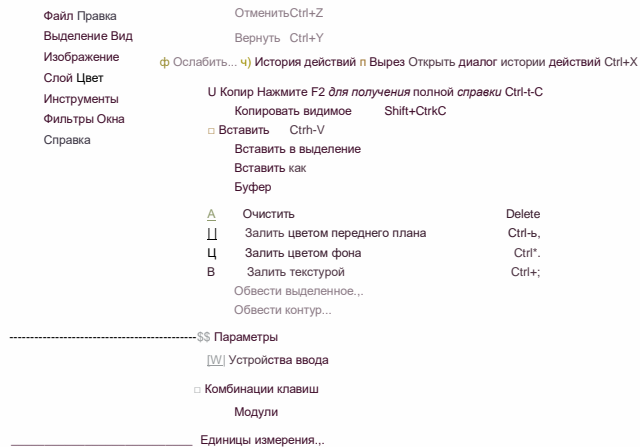 Файл Правка
Выделение Вид
Изображение
Слой Цвет
Инструменты
Фильтры Окна
Справка
ОтменитьCtrl+Z
Вернуть Ctrl+Y
ф Ослабить... ч) История действий п Вырез Открыть диалог истории действий Ctrl+X
U Копир Нажмите F2 для получения полной справки Ctrl-t-C
Копировать видимое Shift+CtrkC
□ Вставить Ctrh-V
Вставить в выделение
Вставить как
Буфер
А Очистить Delete
|_| Залить цветом переднего плана Ctrl-ь,
Ц Залить цветом фона Ctrl*.
В Залить текстурой Ctrl+;
Обвести выделенное.,.
Обвести контур...
---------------------------------------------$$ Параметры
[W| Устройства ввода
□ Комбинации клавиш
Модули
____________________________ Единицы измерения.,.